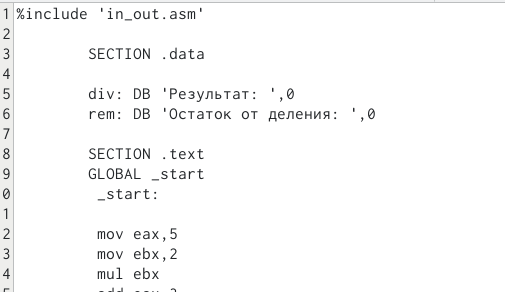 1 %include 'in_out.asm'
2
3 SECTION .data
4
5 div: DB 'Результат: ',0
6 rem: DB 'Остаток от деления: ',0
7
8 SECTION .text
9 GLOBAL _start
0 _start:
1
2 mov eax,5
3 mov ebx,2
4 mul ebx